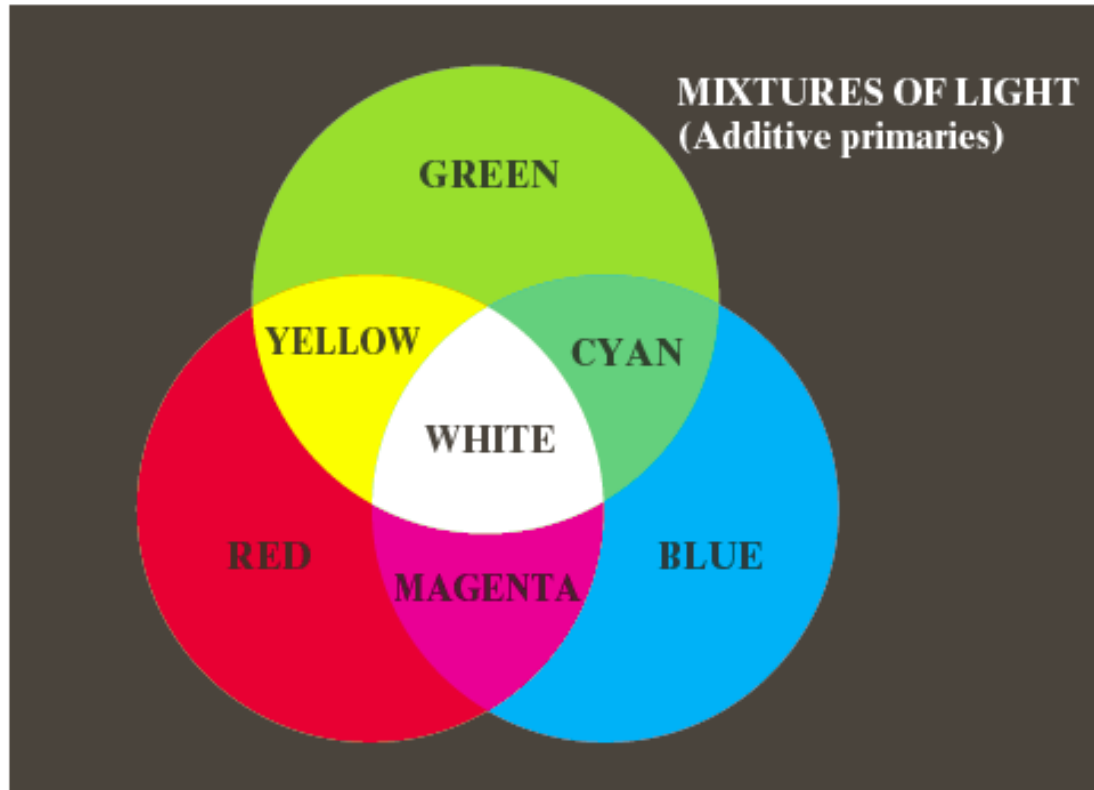 MIXTURES OF LIGHT
(Additive primaries)
GREEN
YELLOW
CYAN
WHITE
RED
BLUE
MAGENTA